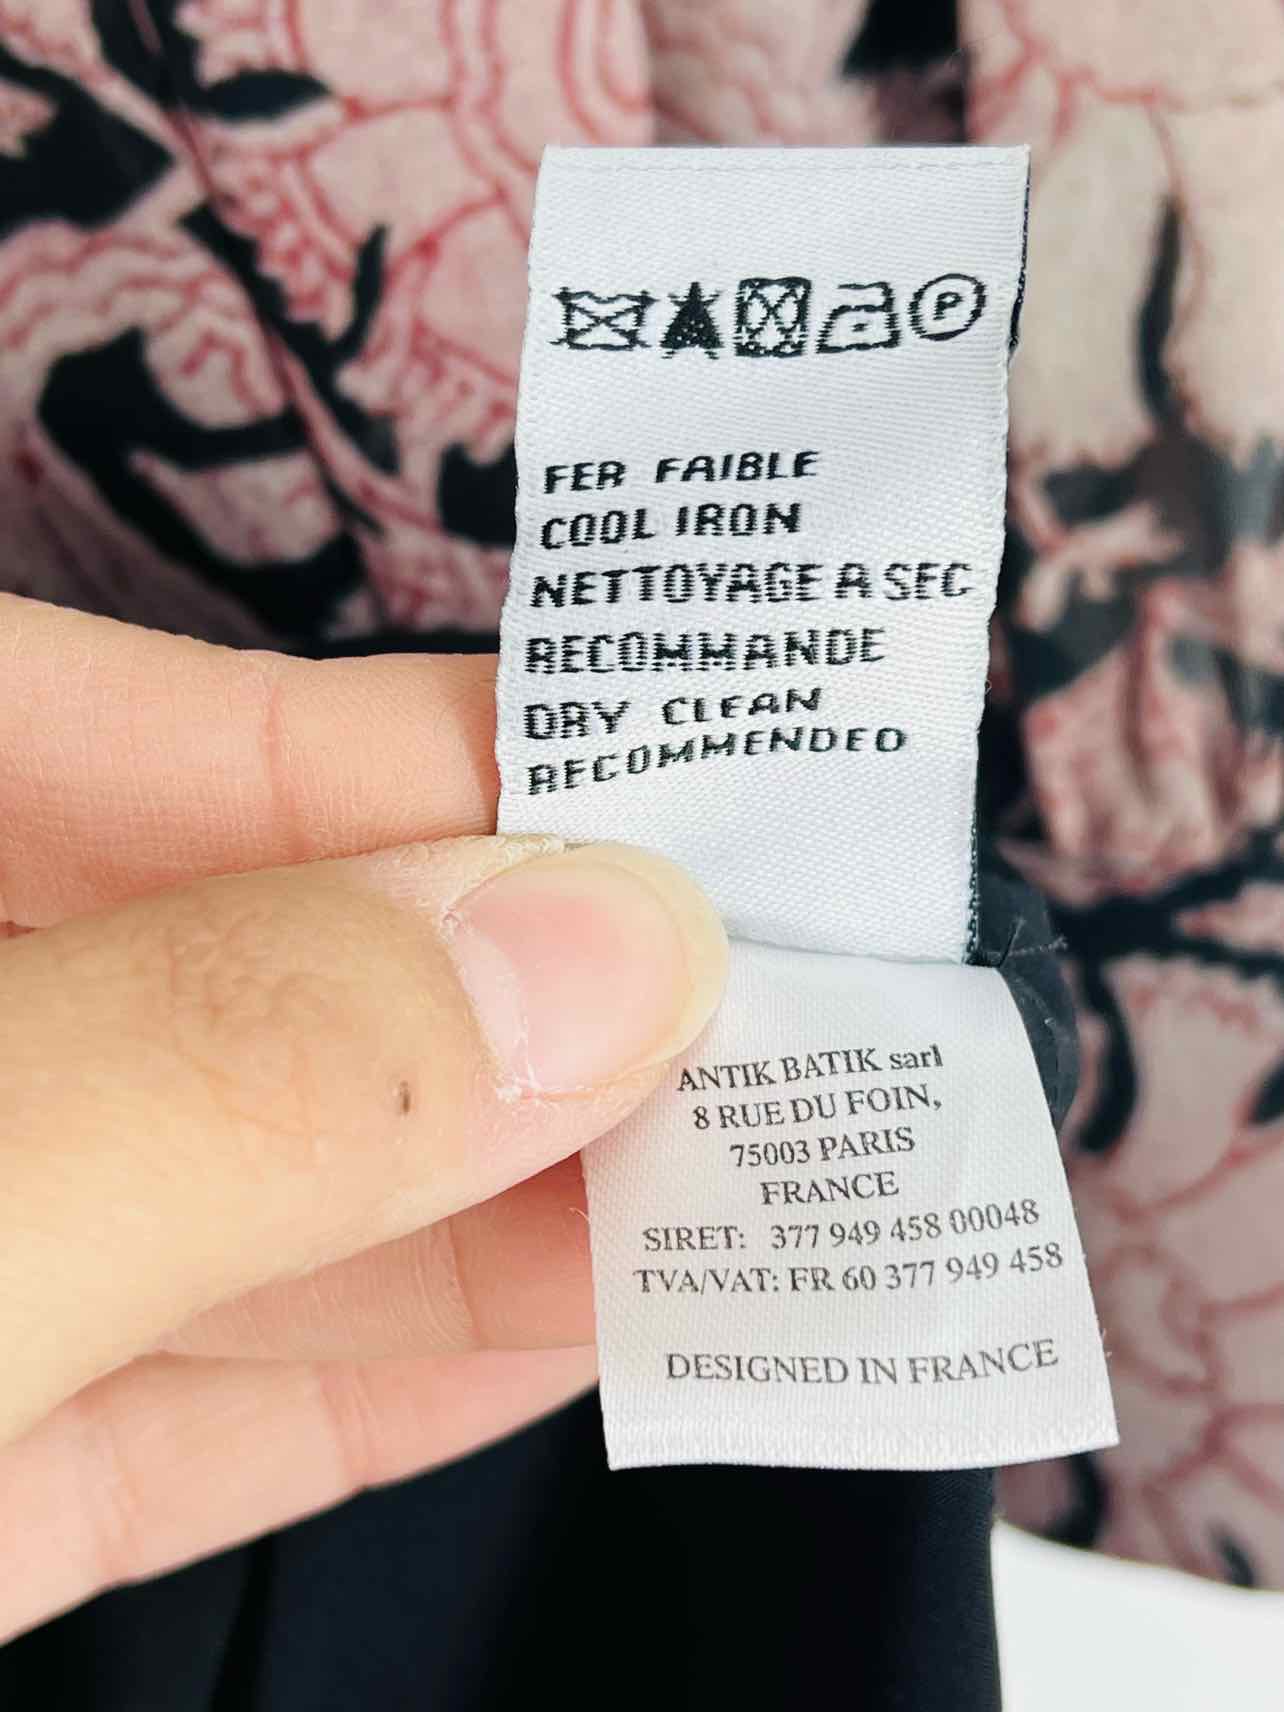 P
FER FAIBLE
COOL IRON
NETTOYAGE A SEC
RECOMMANDE
DRY CLEAN
RECOMMENDED
ANTIK BATIK sarl
8 RUE DU FOIN,
75003 PARIS
FRANCE
SIRET: 377 949 458 00048
TVA/VAT: FR 60 377 949 458
DESIGNED IN FRANCE